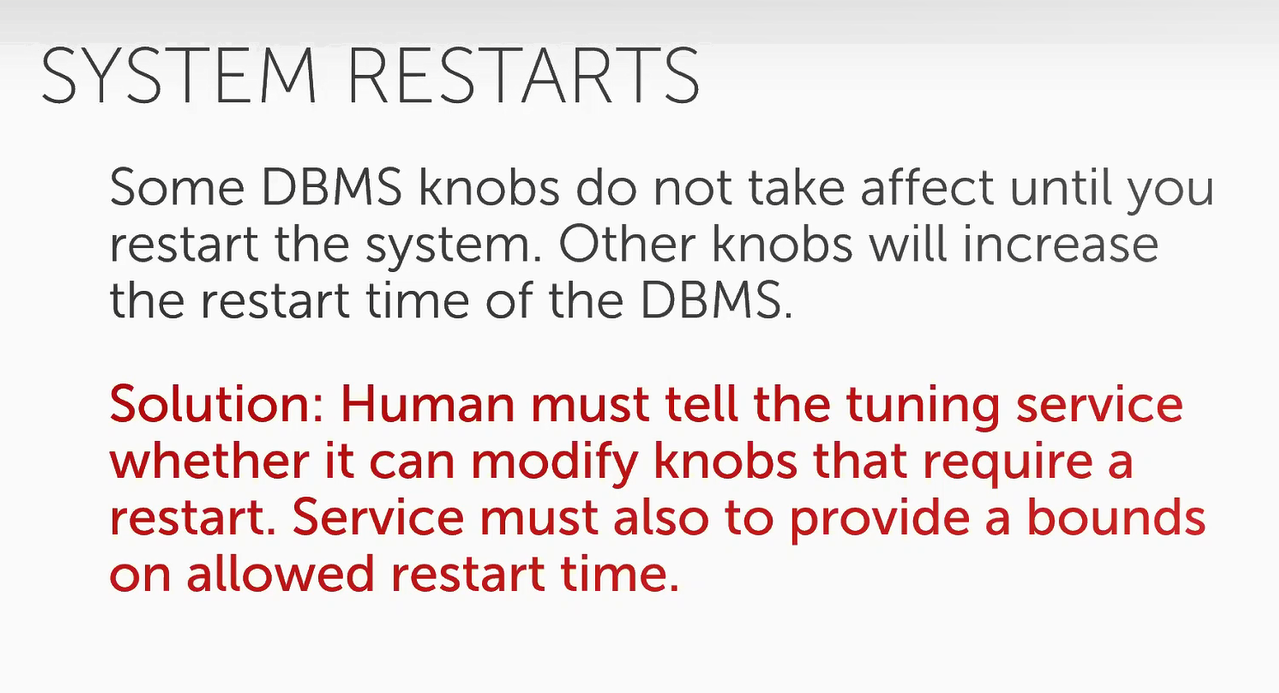 SYSTEM RESTARTS
Some DBMS knobs do not take affect until you
restart the system. Other knobs will increase
the restart time of the DBMS.
Solution: Human must tell the tuning service
whether it can modify knobs that require a
restart. Service must also to provide a bounds
on allowed restart time.